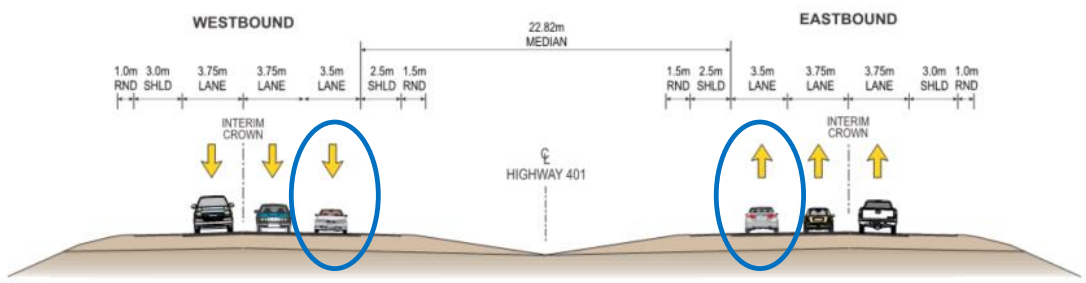 WESTBOUND
EASTBOUND
22.82m
MEDIAN
1.0m 3.0m 3.75m 3.75m 3.5m 2.5m 1.5m
RND SHLD LANE LANE LANE SHLD RND
1.5m 2.5m 3.5m 3.75m 3.75m 3.0m 1.0m
RND SHLD LANE LANE LANE SHLD RND
INTERIM
CROWN
INTERIM
CROWN
℄
HIGHWAY 401